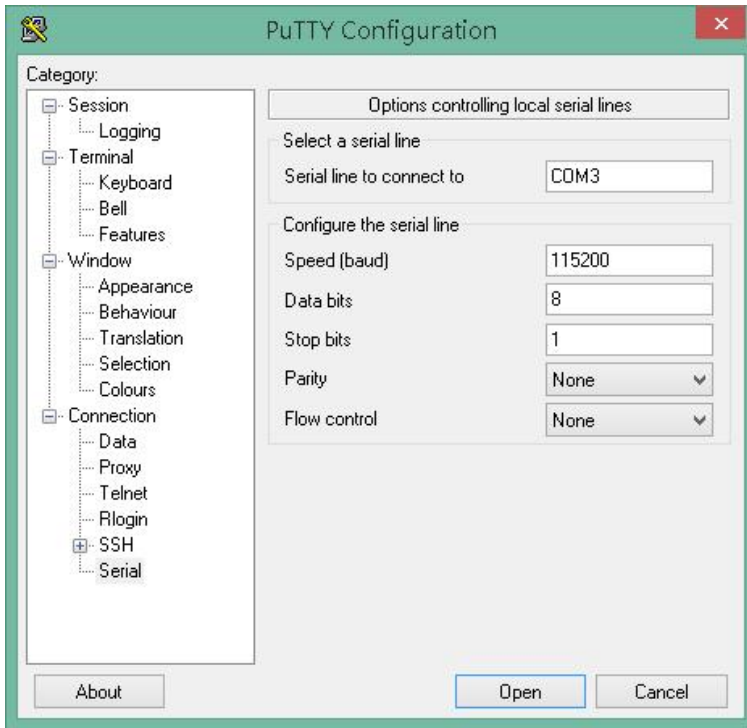 PuTTY Configuration
Category:
Session
Logging
Terminal
Keyboard
Bell
Features
Window
Appearance
Behaviour
Translation
Selection
Colours
Connection
Data
Proxy
Telnet
Rlogin
SSH
Serial
Options controlling local serial lines
Select a serial line
Serial line to connect to COM3
Configure the serial line
Speed (baud) 115200
Data bits 8
Stop bits 1
Parity None
Flow control None
About
Open
Cancel